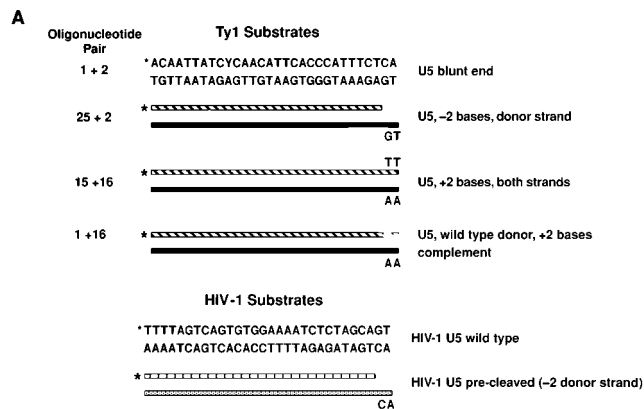 A
Oligonucleotide
Pair
Ty1 Substrates
1 + 2
* ACAATTATCYCAACATTCACCCATTTCTCA
TGTTAATAGAGTTGTAAGTGGGTAAAGAGT
U5 blunt end
25 + 2
*
GT
U5, –2 bases, donor strand
15 +16
TT
*
AA
U5, +2 bases, both strands
1 +16
*
AA
U5, wild type donor, +2 bases
complement
HIV-1 Substrates
* TTTTAGTCAGTGTGGAAAATCTCTAGCAGT
AAAATCAGTCACACCTTTTAGAGATAGTCA
HIV-1 U5 wild type
*
CA
HIV-1 U5 pre-cleaved (–2 donor strand)